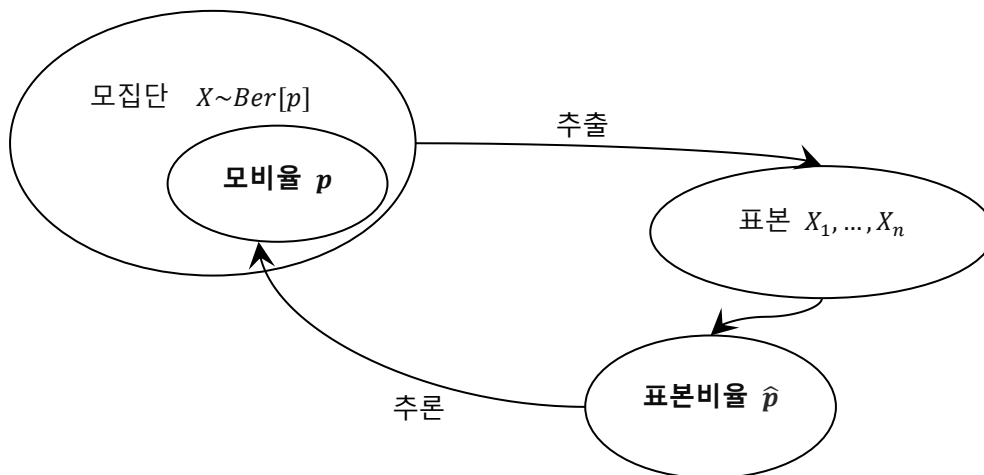 모집단 X~Ber[p]
모비율 p
추출
표본 X₁, … , Xₙ
표본비율 p̂
추론